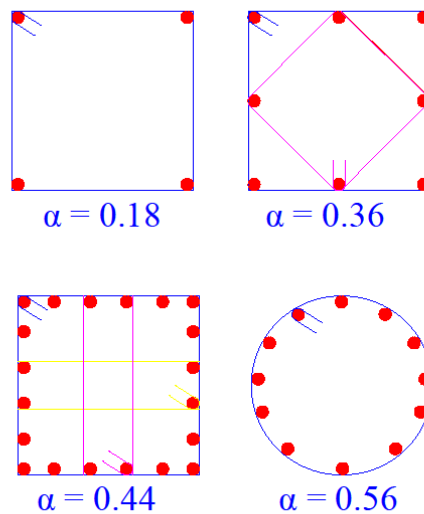 α = 0.18
α = 0.36
α = 0.44
α = 0.56